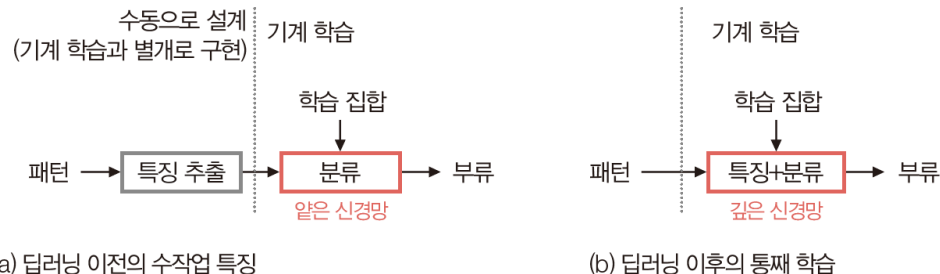 수동으로 설계
(기계 학습과 별개로 구현)
기계 학습
학습 집합
패턴
특징 추출
분류
부류
얕은 신경망
a) 딥러닝 이전의 수작업 특징
기계 학습
학습 집합
패턴
특징+분류
부류
깊은 신경망
(b) 딥러닝 이후의 통째 학습